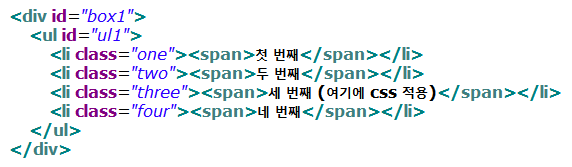 <div id="box1">
<ul id="ul1">
<li class="one"><span>첫 번째</span></li>
<li class="two"><span>두 번째</span></li>
<li class="three"><span>세 번째 (여기에 css 적용)</span></li>
<li class="four"><span>네 번째</span></li>
</ul>
</div>